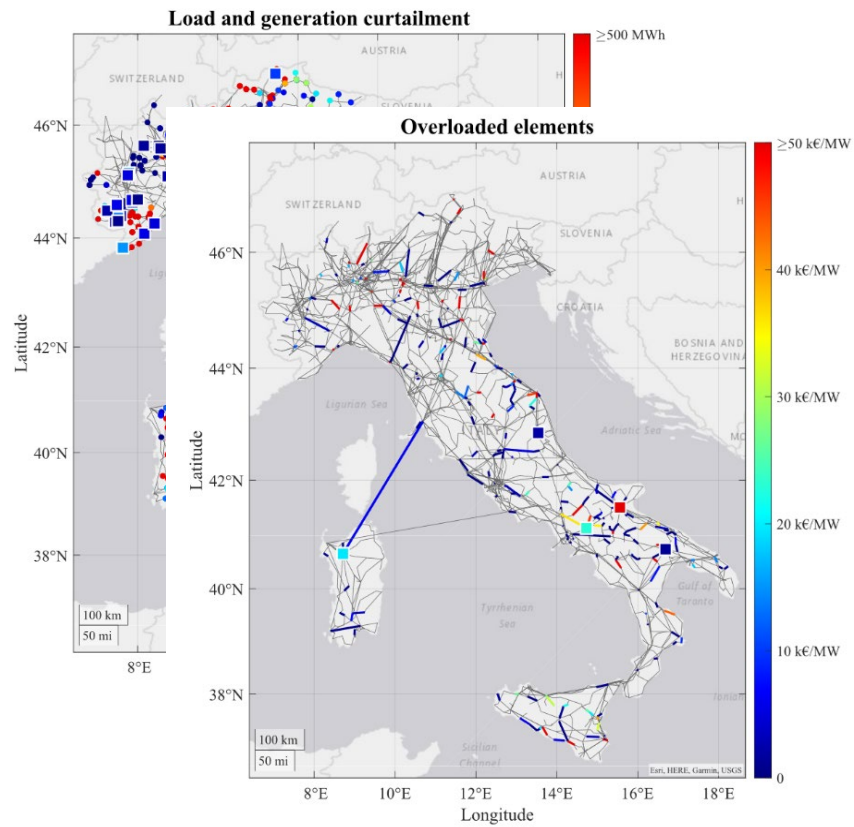 Load and generation curtailment
≥500 MWh
AUSTRIA
SWITZERLAND
SLOVENIA
46°N
44°N
42°N
40°N
38°N
Latitude
100 km
50 mi
8°E
Overloaded elements
≥50 k€/MW
AUSTRIA
SWITZERLAND
SLOVENIA
CROATIA
BOSNIA AND
HERZEGOVINA
46°N
44°N
42°N
40°N
38°N
Latitude
Ligurian Sea
Adriatic Sea
Tyrrhenian
Sea
Gulf of
Taranto
Ionian
Sicilian
Channel
40 k€/MW
30 k€/MW
20 k€/MW
10 k€/MW
0
100 km
50 mi
Esri, HERE, Garmin, USGS
8°E 10°E 12°E 14°E 16°E 18°E
Longitude